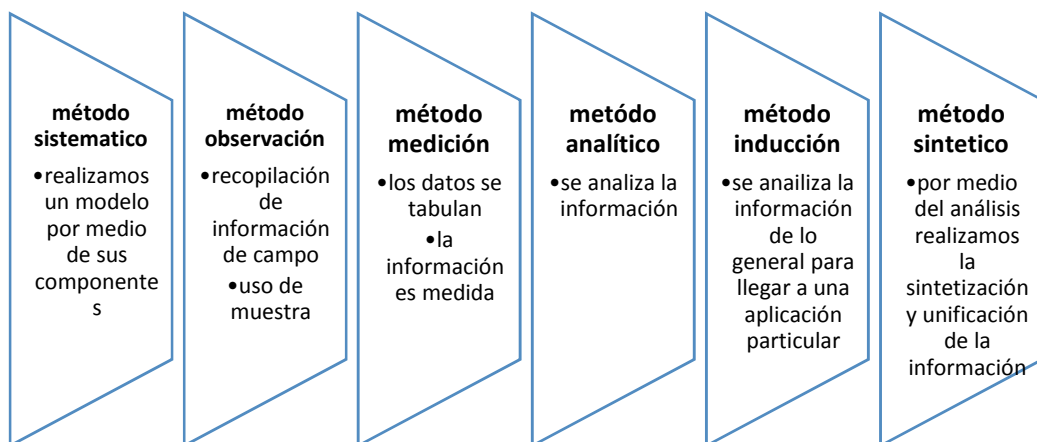 método
sistematico
•realizamos
un modelo
por medio
de sus
componente
s
método
observación
•recopilación
de
información
de campo
•uso de
muestra
método
medición
•los datos se
tabulan
•la
información
es medida
metódo
analítico
•se analiza la
información
método
inducción
•se anailiza la
información
de lo
general para
llegar a una
aplicación
particular
método
sintetico
•por medio
del análisis
realizamos
la
sintetización
y unificación
de la
información